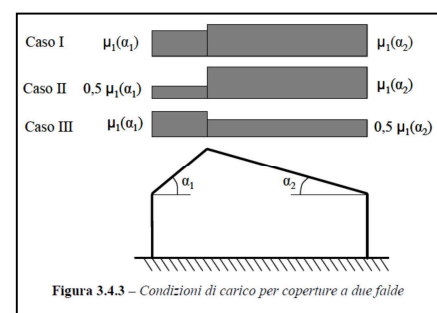 Caso I μ₁(α₁) μ₁(α₂)
Caso II 0,5 μ₁(α₁) μ₁(α₂)
Caso III μ₁(α₁) 0,5 μ₁(α₂)
α₁ α₂
Figura 3.4.3 – Condizioni di carico per coperture a due falde